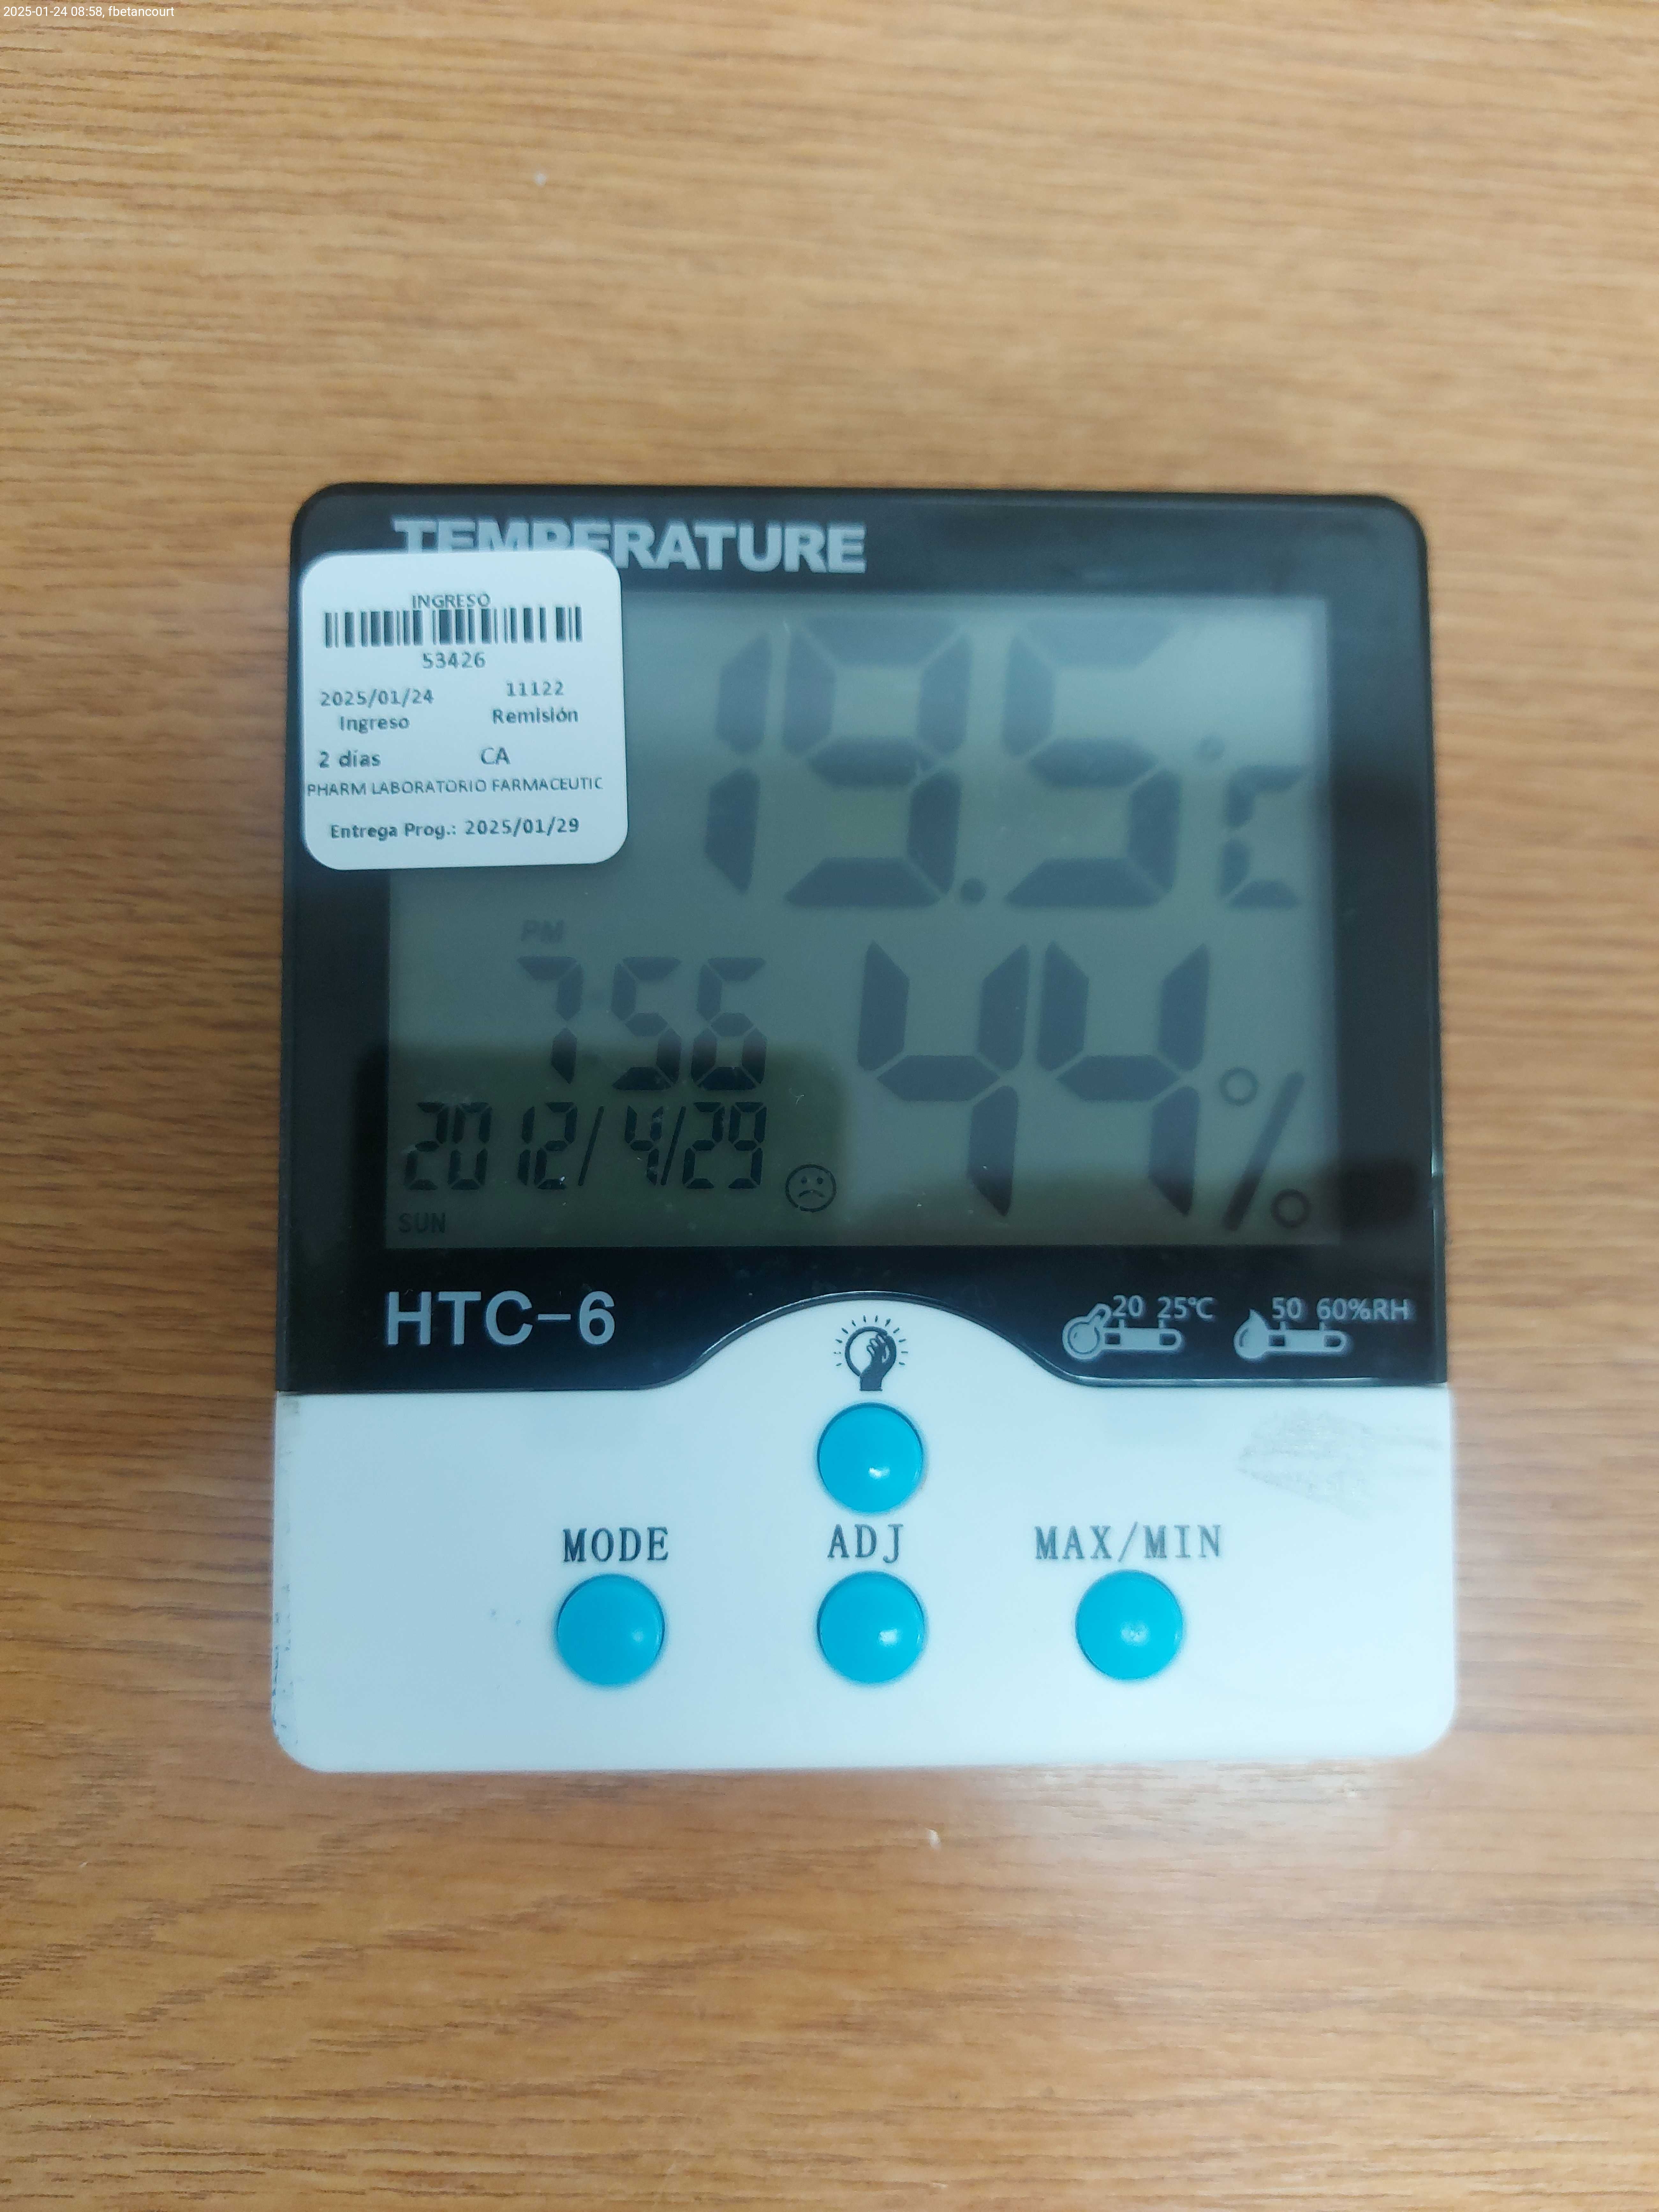 2025-01-24 08:58, fbetancourt
TEMPERATURE
INGRESO
53426
2025/01/24 11122
Ingreso Remisión
2 días CA
PHARM LABORATORIO FARMACEUTIC
Entrega Prog.: 2025/01/29
19.5°C
PM
7:56
44%
2012/4/29
SUN
HTC-6
20 25℃ 50 60%RH
MODE ADJ MAX/MIN